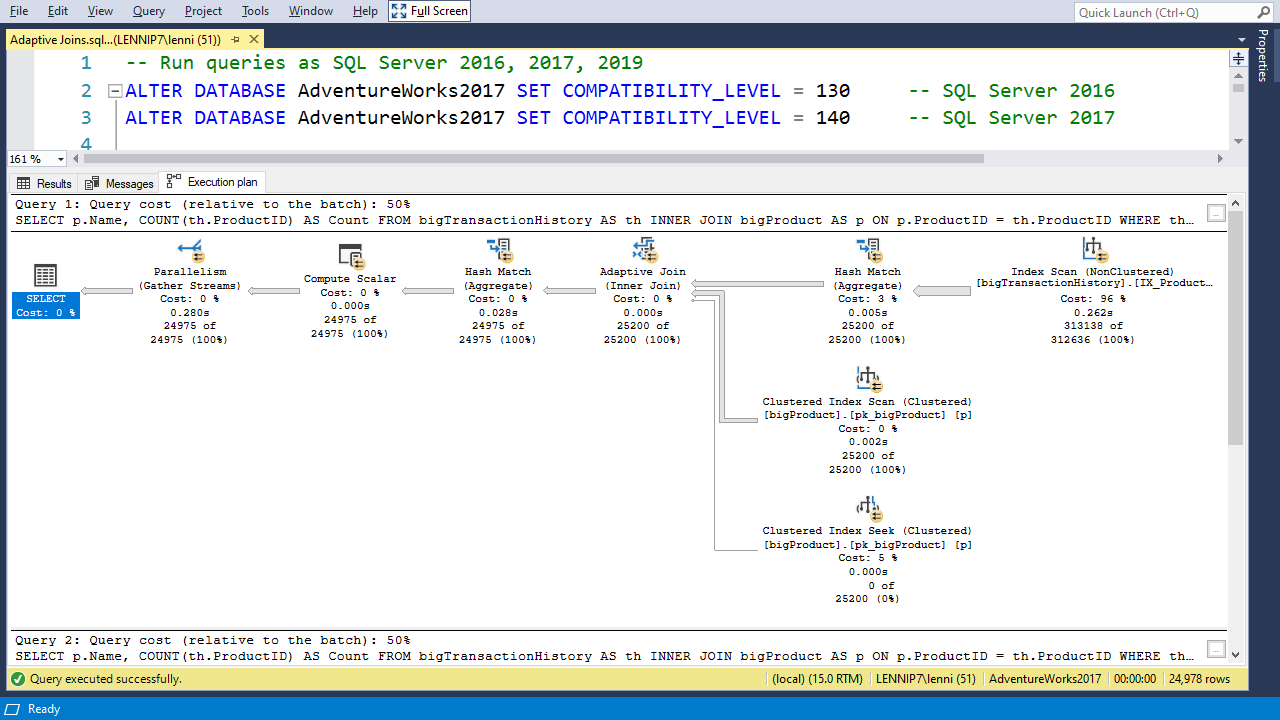 File Edit View Query Project Tools Window Help Full Screen
Quick Launch (Ctrl+Q)
Adaptive Joins.sql...(LENNIP7\lenni (51))
Properties
1 -- Run queries as SQL Server 2016, 2017, 2019
2 ALTER DATABASE AdventureWorks2017 SET COMPATIBILITY_LEVEL = 130 -- SQL Server 2016
3 ALTER DATABASE AdventureWorks2017 SET COMPATIBILITY_LEVEL = 140 -- SQL Server 2017
4
161 %
Results Messages Execution plan
Query 1: Query cost (relative to the batch): 50%
SELECT p.Name, COUNT(th.ProductID) AS Count FROM bigTransactionHistory AS th INNER JOIN bigProduct AS p ON p.ProductID = th.ProductID WHERE th…
...
SELECT
Cost: 0 %
Parallelism
(Gather Streams)
Cost: 0 %
0.280s
24975 of
24975 (100%)
Compute Scalar
Cost: 0 %
0.000s
24975 of
24975 (100%)
Hash Match
(Aggregate)
Cost: 0 %
0.028s
24975 of
24975 (100%)
Adaptive Join
(Inner Join)
Cost: 0 %
0.000s
25200 of
25200 (100%)
Hash Match
(Aggregate)
Cost: 3 %
0.005s
25200 of
25200 (100%)
Index Scan (NonClustered)
[bigTransactionHistory].[IX_Product…
Cost: 96 %
0.262s
313138 of
312636 (100%)
Clustered Index Scan (Clustered)
[bigProduct].[pk_bigProduct] [p]
Cost: 0 %
0.002s
25200 of
25200 (100%)
Clustered Index Seek (Clustered)
[bigProduct].[pk_bigProduct] [p]
Cost: 5 %
0.000s
0 of
25200 (0%)
Query 2: Query cost (relative to the batch): 50%
SELECT p.Name, COUNT(th.ProductID) AS Count FROM bigTransactionHistory AS th INNER JOIN bigProduct AS p ON p.ProductID = th.ProductID WHERE th…
...
Query executed successfully. (local) (15.0 RTM) LENNIP7\lenni (51) AdventureWorks2017 00:00:00 24,978 rows
Ready